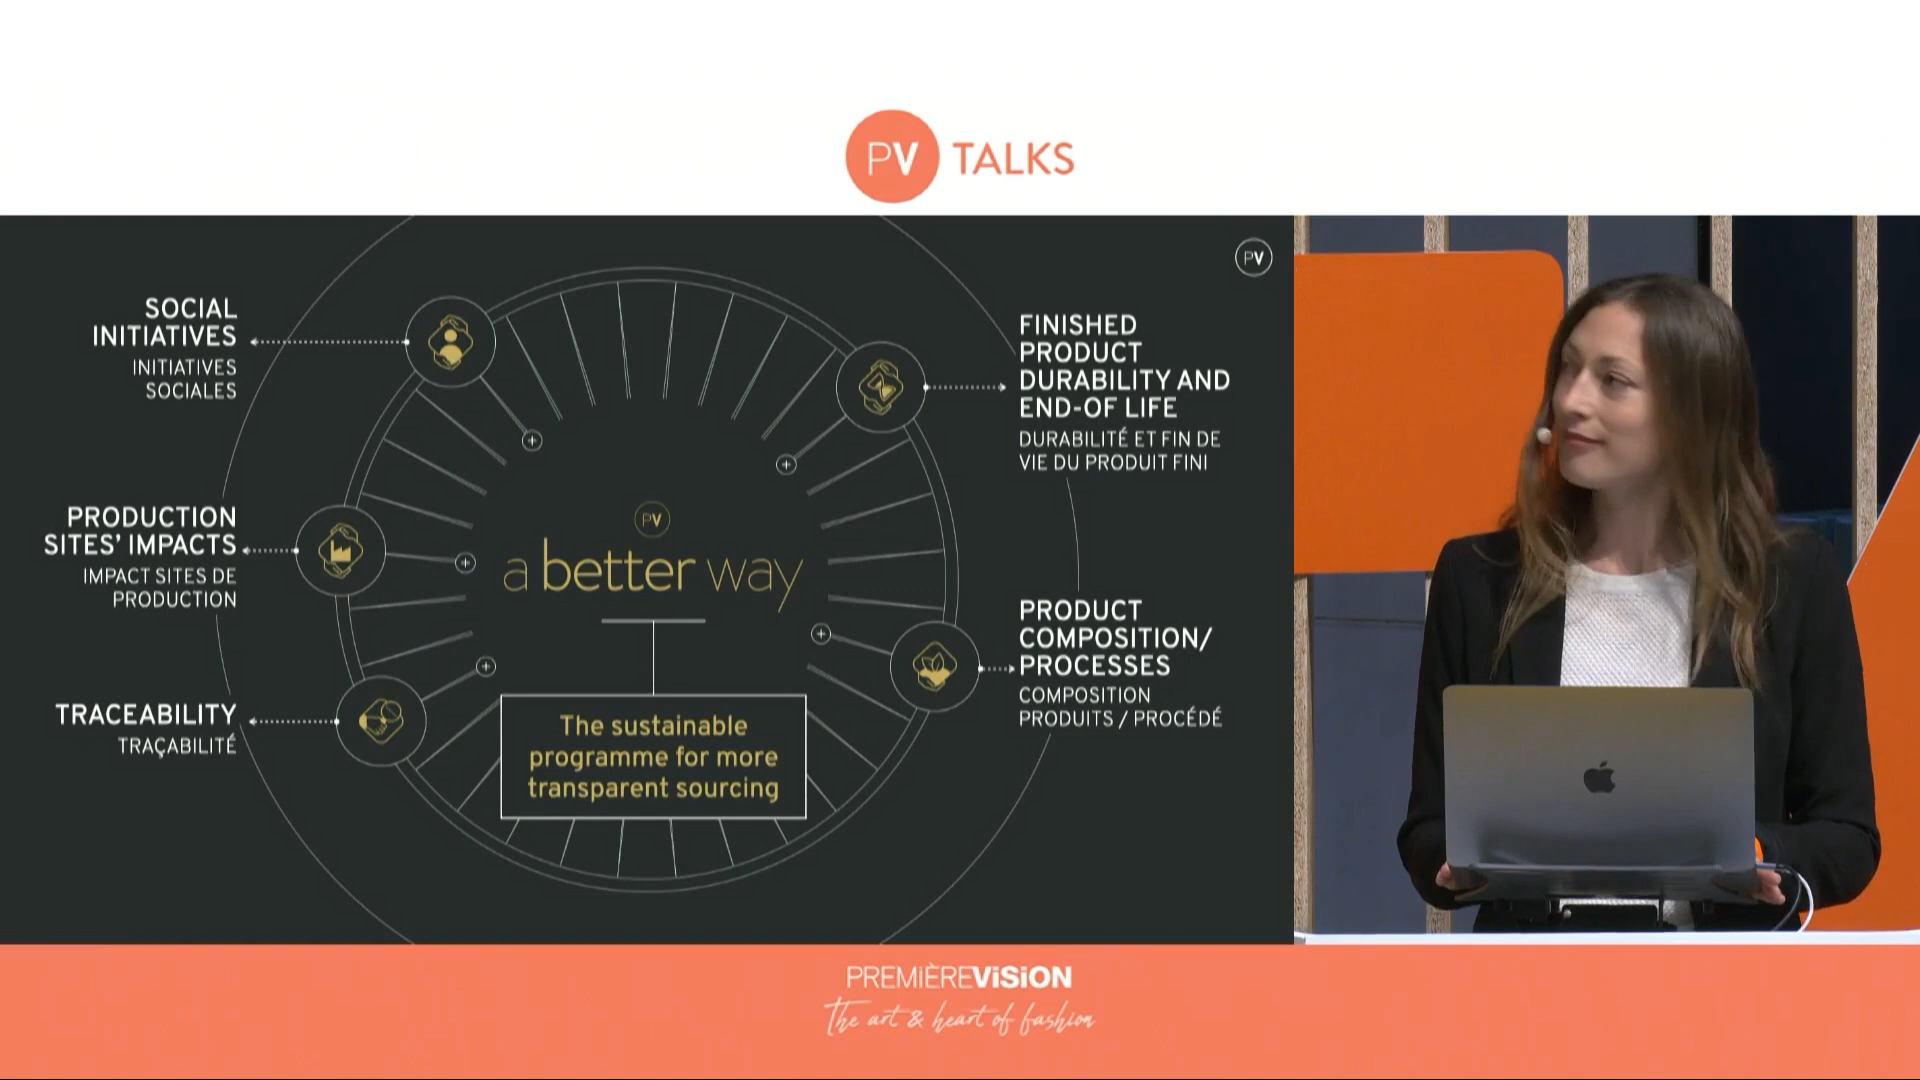 PV TALKS
PV
SOCIAL
INITIATIVES
INITIATIVES
SOCIALES
PRODUCTION
SITES' IMPACTS
IMPACT SITES DE
PRODUCTION
TRACEABILITY
TRAÇABILITÉ
PV
a better way
The sustainable
programme for more
transparent sourcing
FINISHED
PRODUCT
DURABILITY AND
END-OF LIFE
DURABILITÉ ET FIN DE
VIE DU PRODUIT FINI
PRODUCT
COMPOSITION/
PROCESSES
COMPOSITION
PRODUITS / PROCÉDÉ
PREMIÈREVISION
The art & heart of fashion